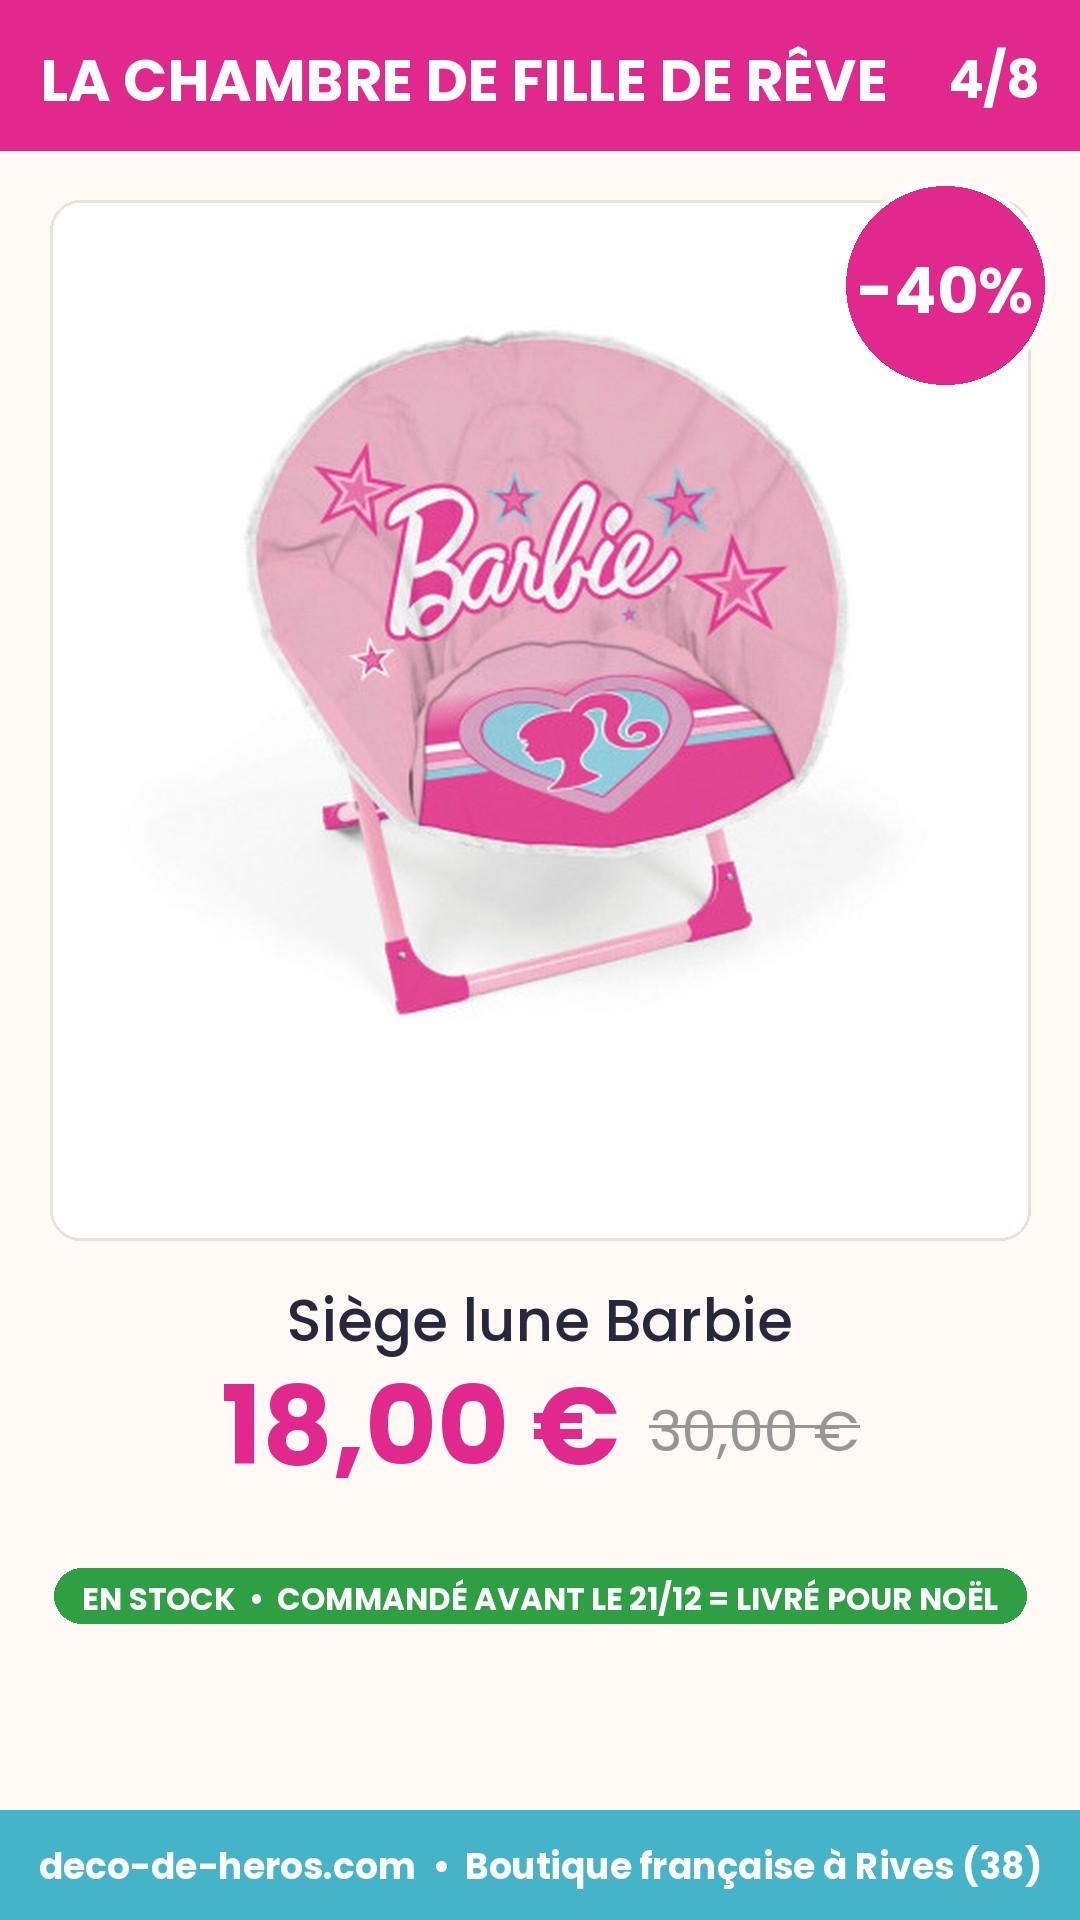 LA CHAMBRE DE FILLE DE RÊVE 4/8
-40%
Barbie
Siège lune Barbie
18,00 € 30,00 €
EN STOCK • COMMANDÉ AVANT LE 21/12 = LIVRÉ POUR NOËL
deco-de-heros.com • Boutique française à Rives (38)